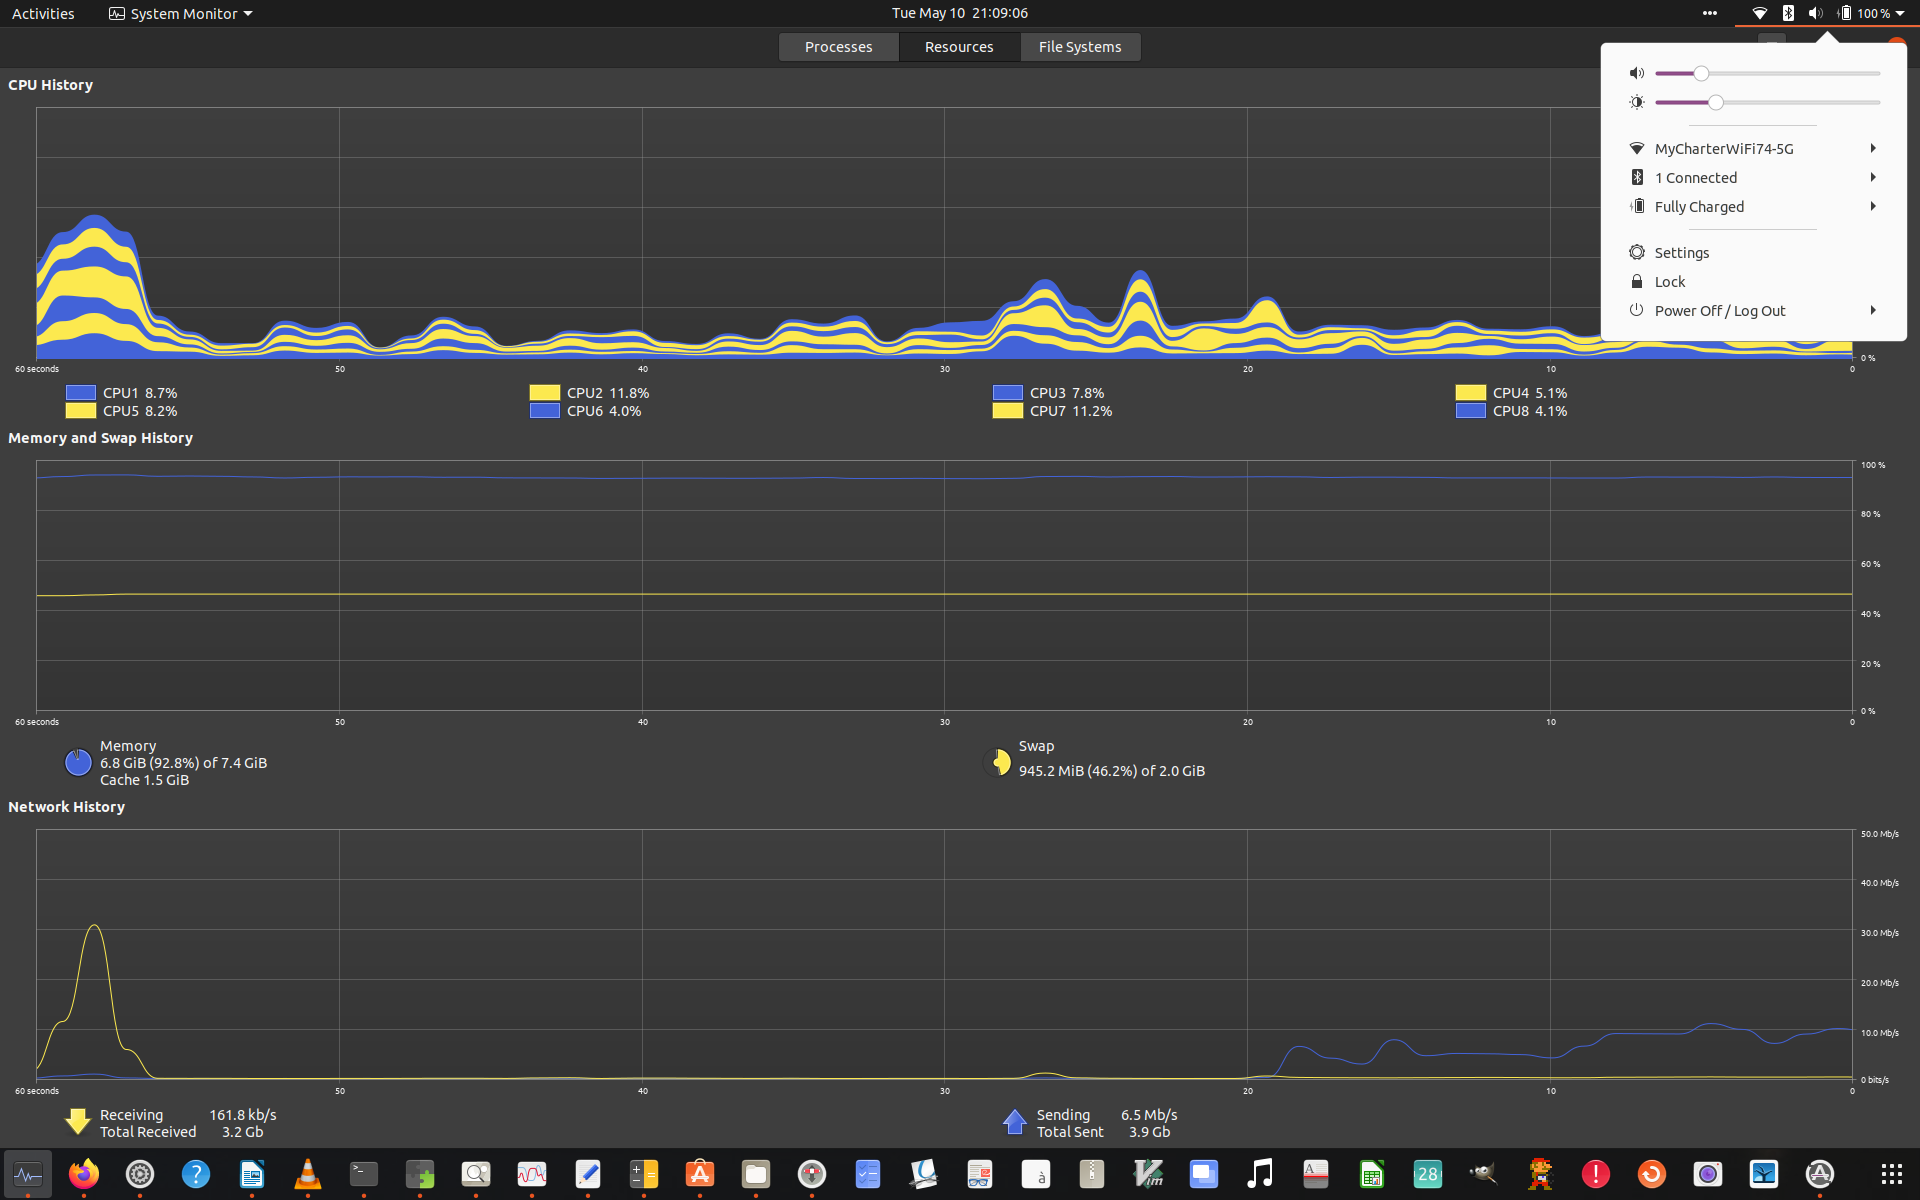 Activities System Monitor Tue May 10 21:09:06 100 %
Processes Resources File Systems
CPU History
MyCharterWiFi74-5G
1 Connected
Fully Charged
Settings
Lock
Power Off / Log Out
0 %
60 seconds 50 40 30 20 10 0
CPU1 8.7% CPU2 11.8% CPU3 7.8% CPU4 5.1%
CPU5 8.2% CPU6 4.0% CPU7 11.2% CPU8 4.1%
Memory and Swap History
100 %
80 %
60 %
40 %
20 %
0 %
60 seconds 50 40 30 20 10 0
Memory
6.8 GiB (92.8%) of 7.4 GiB
Cache 1.5 GiB
Swap
945.2 MiB (46.2%) of 2.0 GiB
Network History
50.0 Mb/s
40.0 Mb/s
30.0 Mb/s
20.0 Mb/s
10.0 Mb/s
0 bits/s
60 seconds 50 40 30 20 10 0
Receiving 161.8 kb/s
Total Received 3.2 Gb
Sending 6.5 Mb/s
Total Sent 3.9 Gb
? >_ à Vim A 28